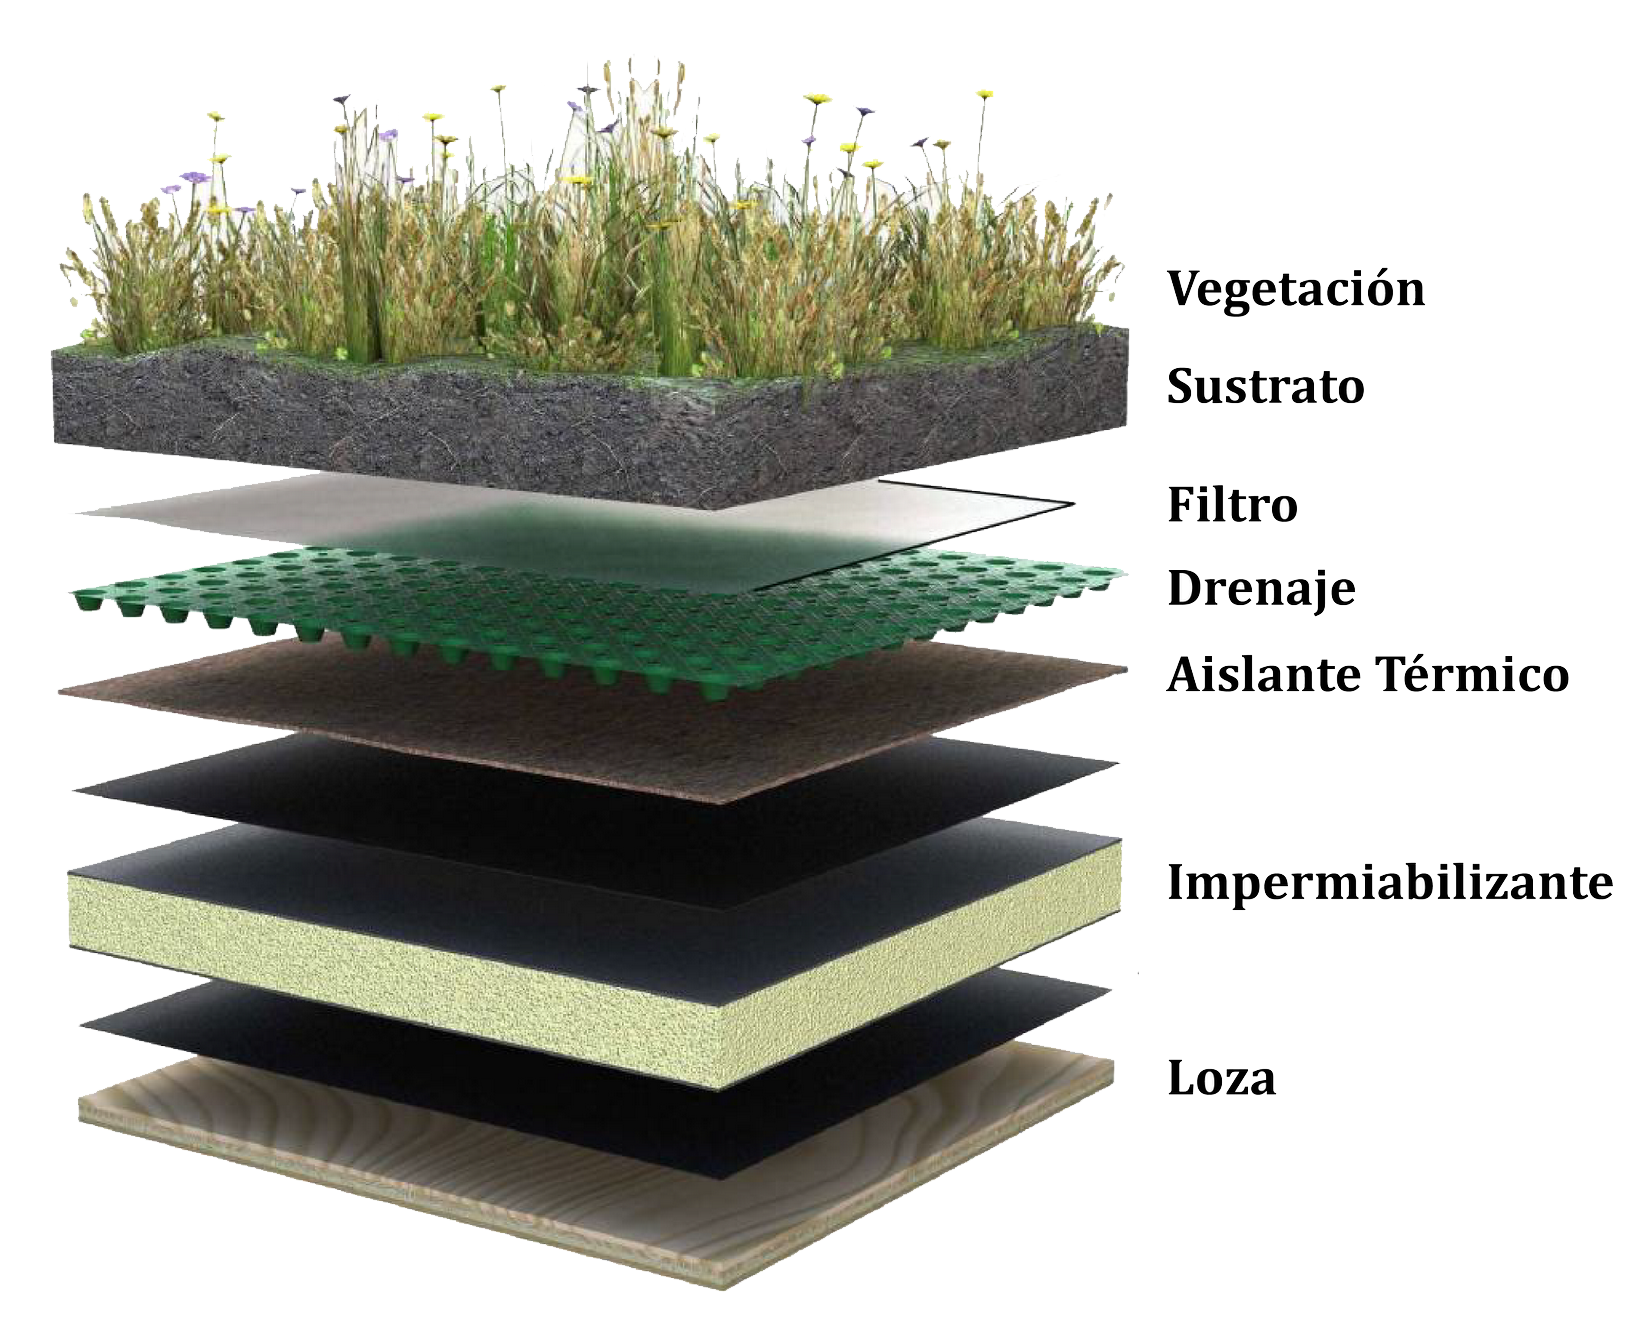 Vegetación
Sustrato
Filtro
Drenaje
Aislante Térmico
Impermiabilizante
Loza